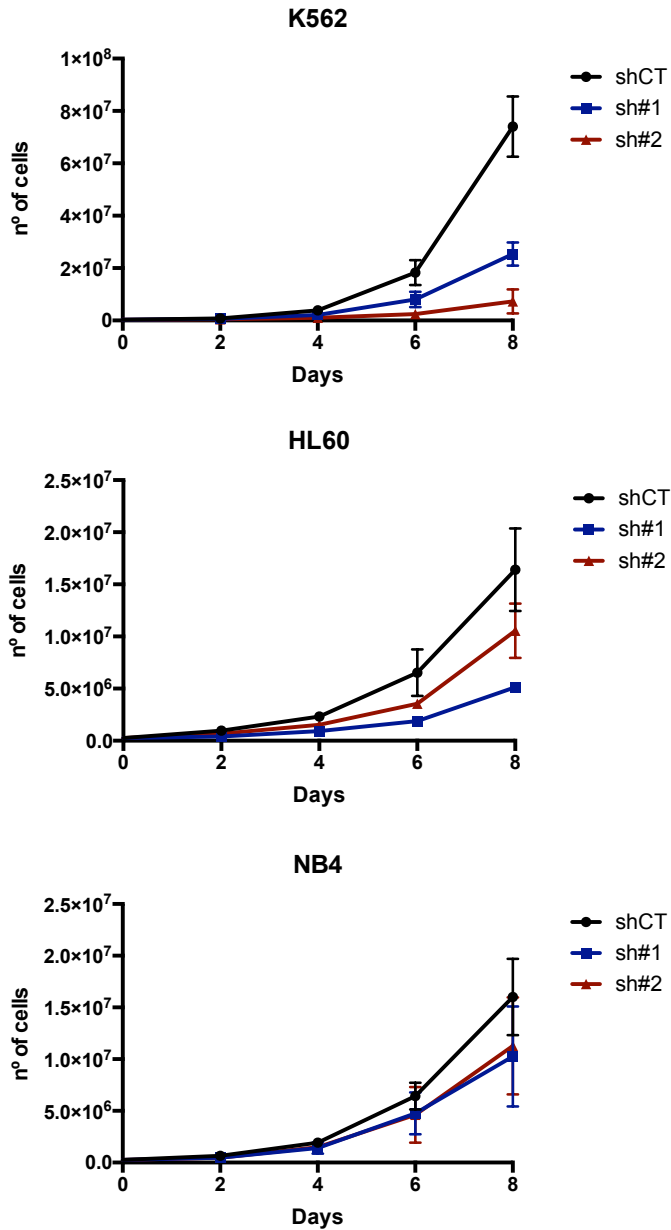 K562
1×10⁸
8×10⁷
6×10⁷
4×10⁷
2×10⁷
0
nº of cells
0 2 4 6 8
Days
shCT
sh#1
sh#2
HL60
2.5×10⁷
2.0×10⁷
1.5×10⁷
1.0×10⁷
5.0×10⁶
0.0
nº of cells
0 2 4 6 8
Days
shCT
sh#1
sh#2
NB4
2.5×10⁷
2.0×10⁷
1.5×10⁷
1.0×10⁷
5.0×10⁶
0.0
nº of cells
0 2 4 6 8
Days
shCT
sh#1
sh#2